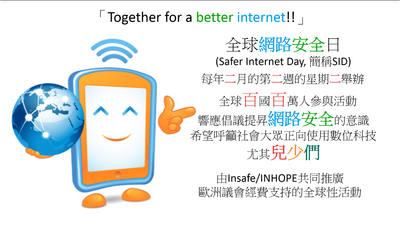 「Together for a better internet!!」
全球網路安全日
(Safer Internet Day, 簡稱SID)
每年二月的第二週的星期二舉辦
全球百國百萬人參與活動
響應倡議提昇網路安全的意識
希望呼籲社會大眾正向使用數位科技
尤其兒少們
由Insafe/INHOPE共同推廣
歐洲議會經費支持的全球性活動